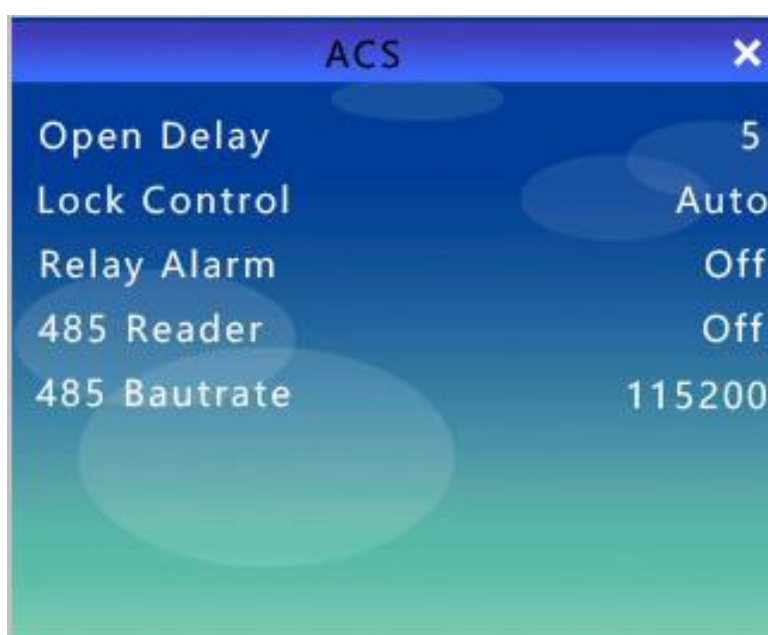 ACS ×
Open Delay 5
Lock Control Auto
Relay Alarm Off
485 Reader Off
485 Bautrate 115200